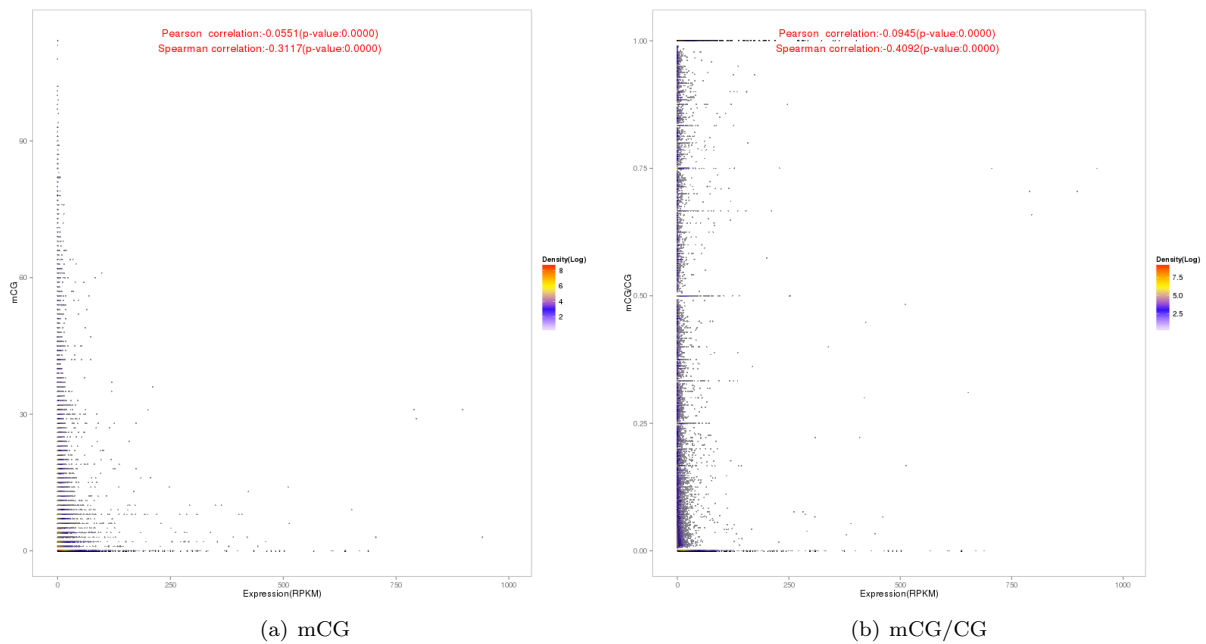 Pearson correlation:-0.0551(p-value:0.0000)
Spearman correlation:-0.3117(p-value:0.0000)
90
60
30
0
mCG
0
250
500
750
1000
Expression(RPKM)
Density(Log)
8
6
4
2
(a) mCG
Pearson correlation:-0.0945(p-value:0.0000)
Spearman correlation:-0.4092(p-value:0.0000)
1.00
0.75
0.50
0.25
0.00
mCG/CG
0
250
500
750
1000
Expression(RPKM)
Density(Log)
7.5
5.0
2.5
(b) mCG/CG